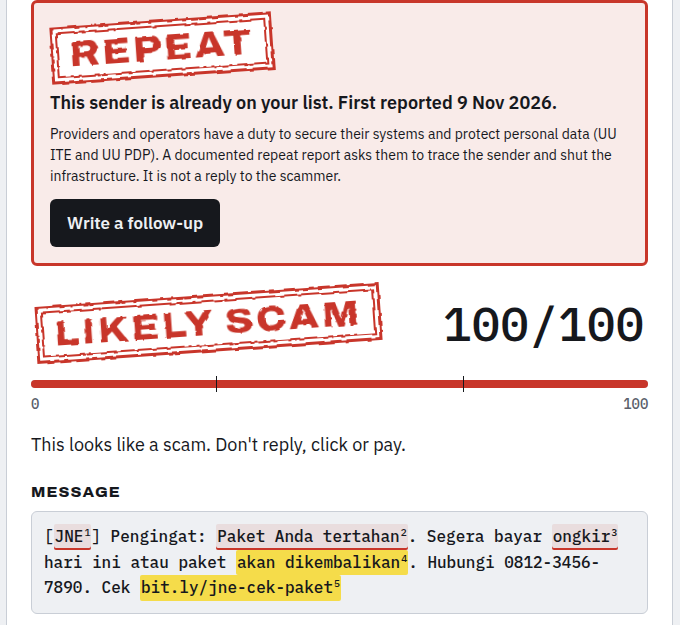 REPEAT
This sender is already on your list. First reported 9 Nov 2026.
Providers and operators have a duty to secure their systems and protect personal data (UU
ITE and UU PDP). A documented repeat report asks them to trace the sender and shut the
infrastructure. It is not a reply to the scammer.
Write a follow-up
LIKELY SCAM
100/100
0
100
This looks like a scam. Don't reply, click or pay.
MESSAGE
[JNE¹] Pengingat: Paket Anda tertahan². Segera bayar ongkir³
hari ini atau paket akan dikembalikan⁴. Hubungi 0812-3456-
7890. Cek bit.ly/jne-cek-paket⁵